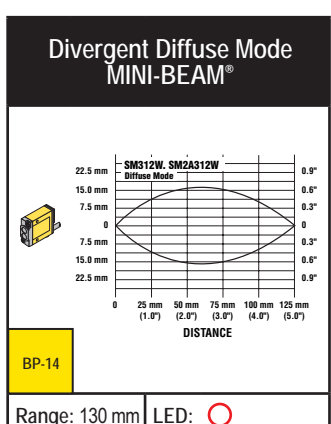 Divergent Diffuse Mode
MINI-BEAM®
SM312W. SM2A312W
Diffuse Mode
22.5 mm 0.9"
15.0 mm 0.6"
7.5 mm 0.3"
0 0
7.5 mm 0.3"
15.0 mm 0.6"
22.5 mm 0.9"
0 25 mm 50 mm 75 mm 100 mm 125 mm
(1.0") (2.0") (3.0") (4.0") (5.0")
DISTANCE
BP-14
Range: 130 mm LED: